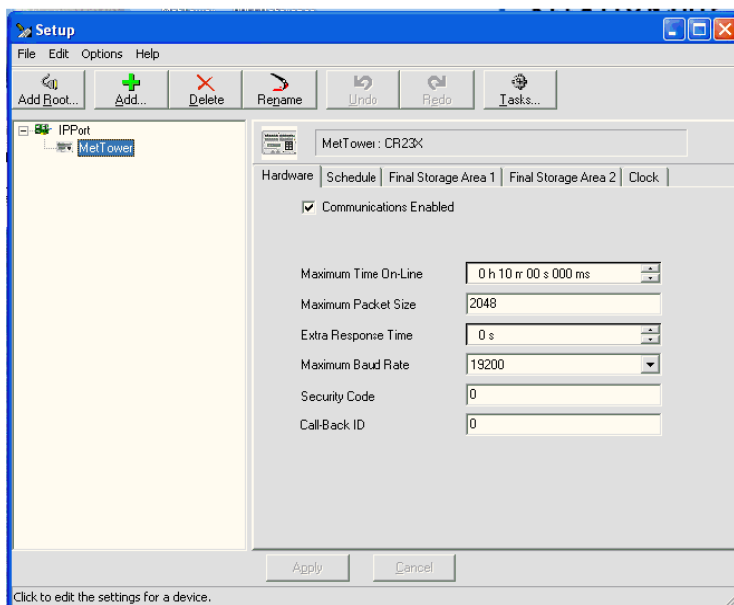 Setup
File Edit Options Help
Add Root... Add... Delete Rename Undo Redo Tasks...
IPPort
MetTower
MetTower : CR23X
Hardware Schedule Final Storage Area 1 Final Storage Area 2 Clock
Communications Enabled
Maximum Time On-Line 0 h 10 m 00 s 000 ms
Maximum Packet Size 2048
Extra Response Time 0 s
Maximum Baud Rate 19200
Security Code 0
Call-Back ID 0
Apply Cancel
Click to edit the settings for a device.